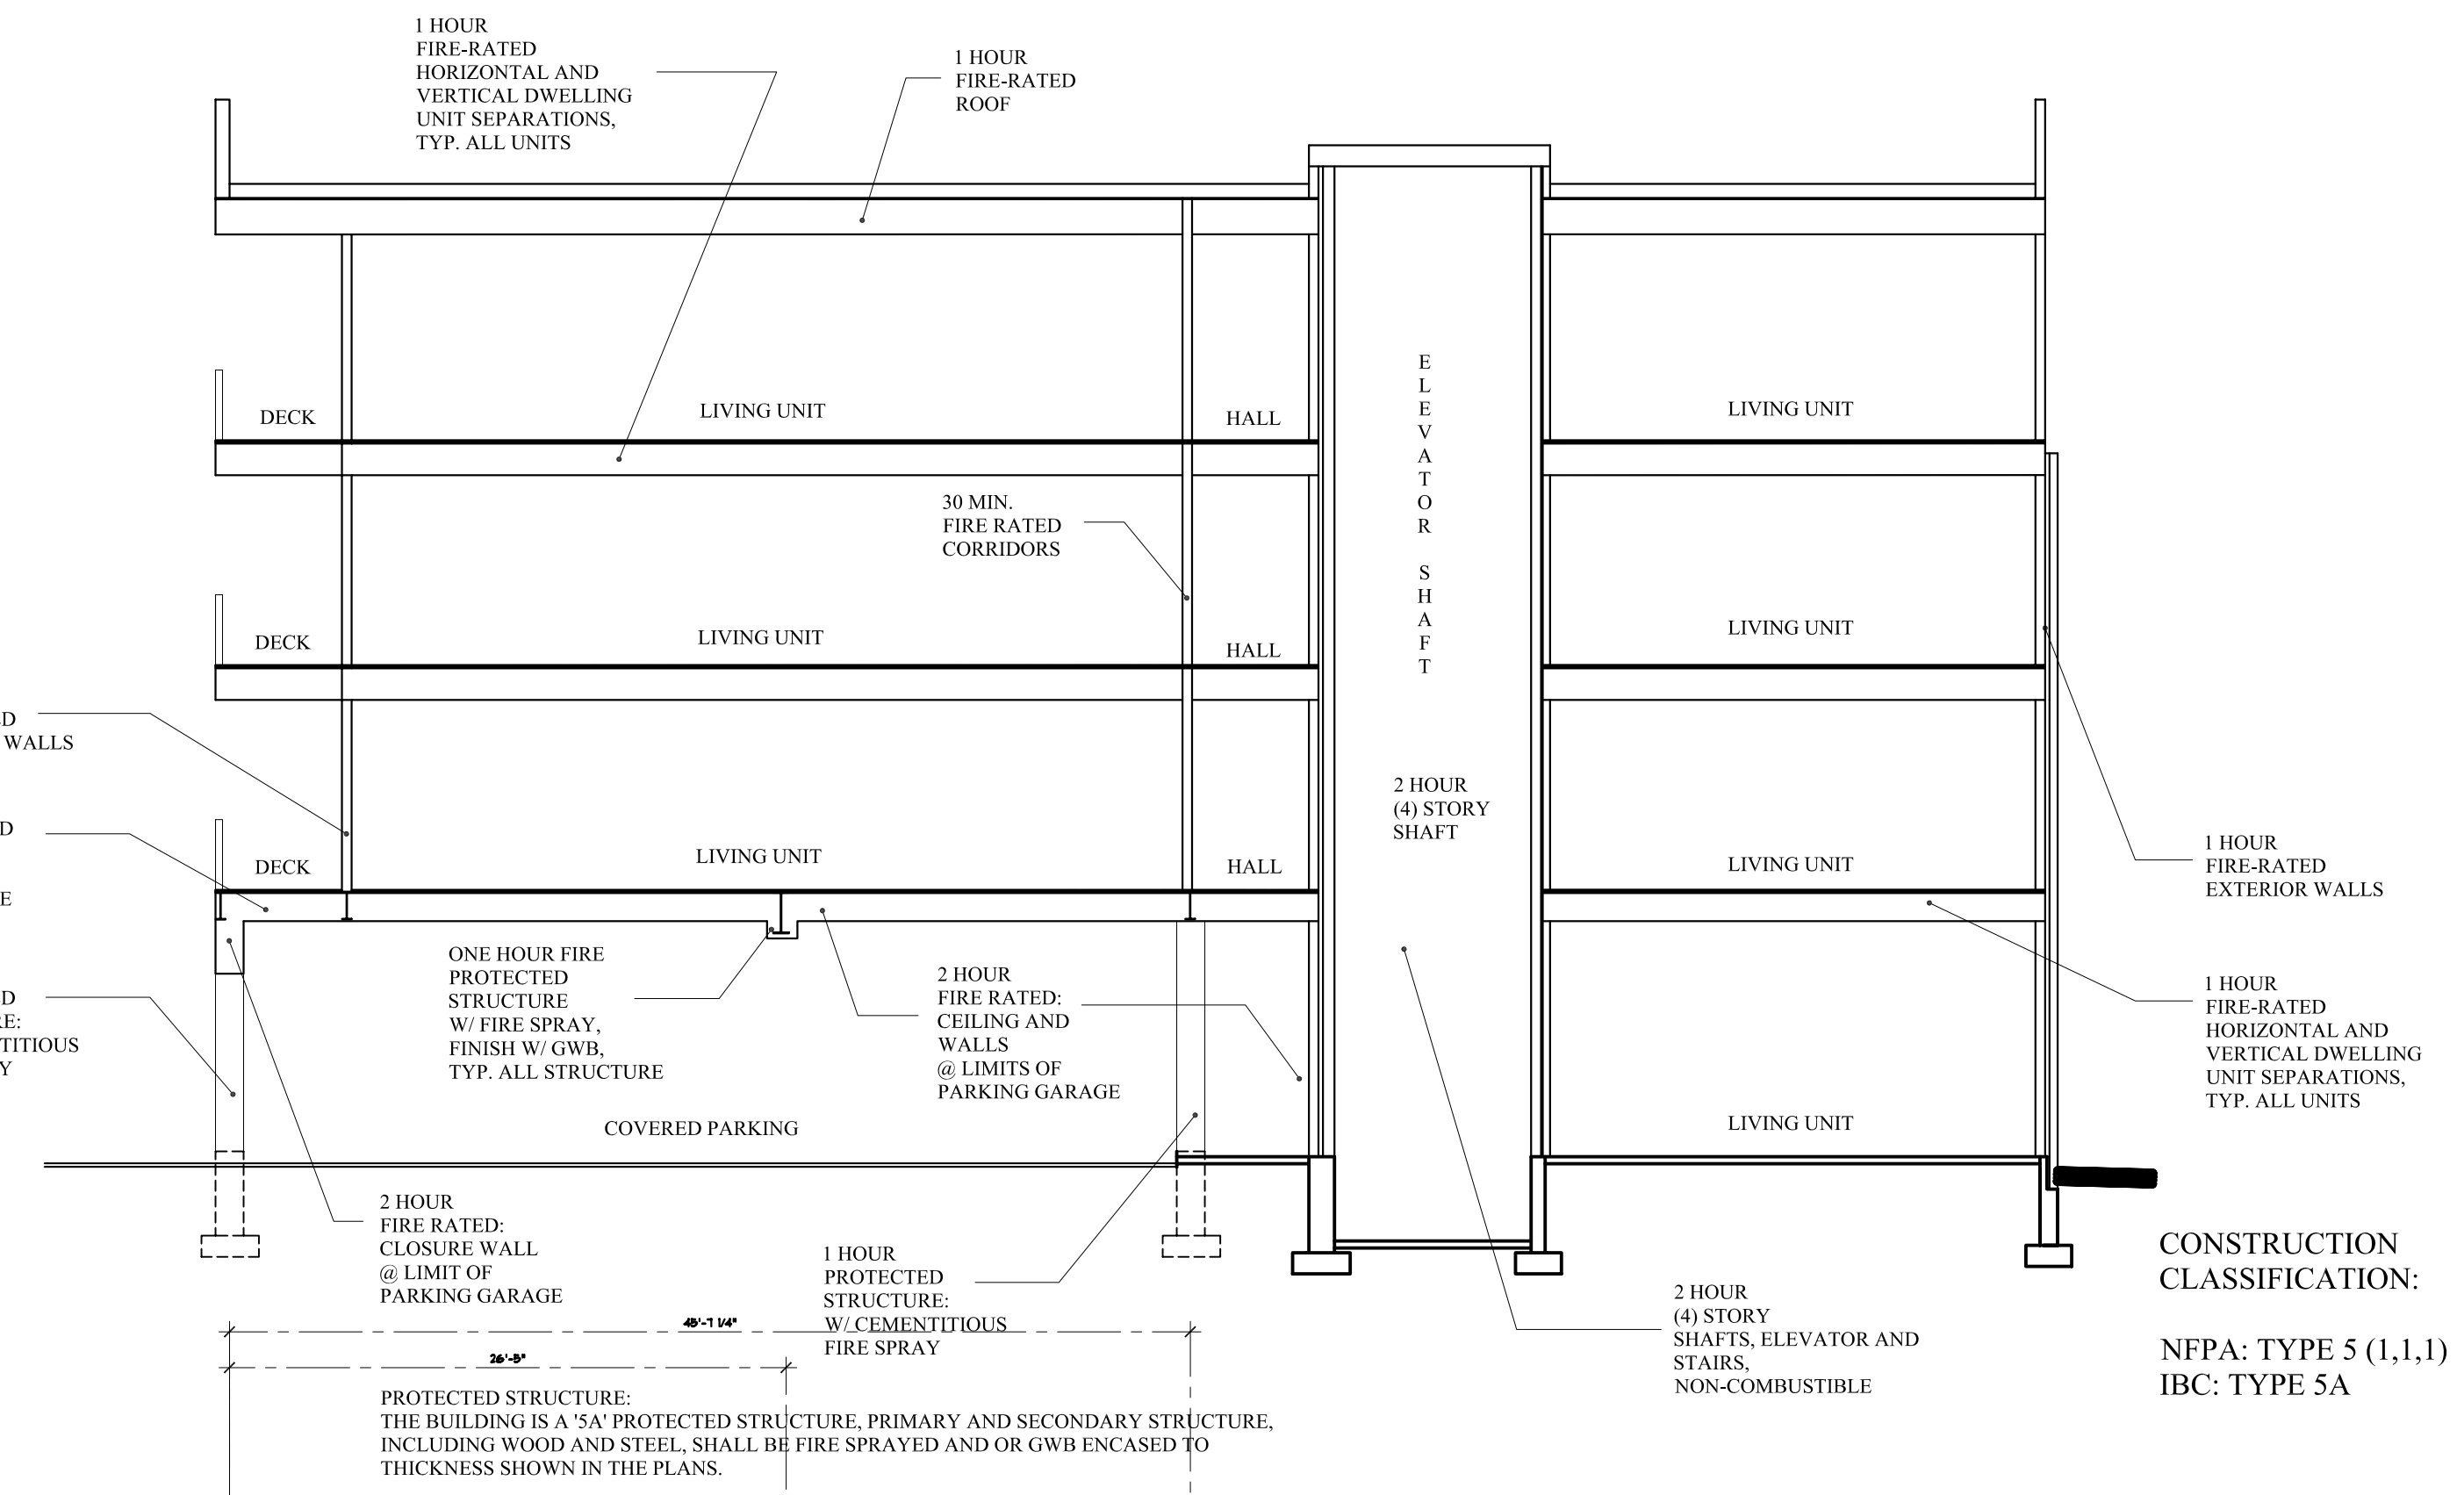 1 HOUR
FIRE-RATED
HORIZONTAL AND
VERTICAL DWELLING
UNIT SEPARATIONS,
TYP. ALL UNITS
1 HOUR
FIRE-RATED
ROOF
DECK
LIVING UNIT
HALL
ELEVATOR SHAFT
LIVING UNIT
30 MIN.
FIRE RATED
CORRIDORS
DECK
LIVING UNIT
HALL
LIVING UNIT
WALLS
2 HOUR
(4) STORY
SHAFT
DECK
LIVING UNIT
HALL
LIVING UNIT
1 HOUR
FIRE-RATED
EXTERIOR WALLS
ONE HOUR FIRE
PROTECTED
STRUCTURE
W/ FIRE SPRAY,
FINISH W/ GWB,
TYP. ALL STRUCTURE
2 HOUR
FIRE RATED:
CEILING AND
WALLS
@ LIMITS OF
PARKING GARAGE
1 HOUR
FIRE-RATED
HORIZONTAL AND
VERTICAL DWELLING
UNIT SEPARATIONS,
TYP. ALL UNITS
COVERED PARKING
LIVING UNIT
2 HOUR
FIRE RATED:
CLOSURE WALL
@ LIMIT OF
PARKING GARAGE
1 HOUR
PROTECTED
STRUCTURE:
W/ CEMENTITIOUS
FIRE SPRAY
2 HOUR
(4) STORY
SHAFTS, ELEVATOR AND
STAIRS,
NON-COMBUSTIBLE
CONSTRUCTION
CLASSIFICATION:
NFPA: TYPE 5 (1,1,1)
IBC: TYPE 5A
45'-7 1/4"
26'-5"
PROTECTED STRUCTURE:
THE BUILDING IS A '5A' PROTECTED STRUCTURE, PRIMARY AND SECONDARY STRUCTURE,
INCLUDING WOOD AND STEEL, SHALL BE FIRE SPRAYED AND OR GWB ENCASED TO
THICKNESS SHOWN IN THE PLANS.